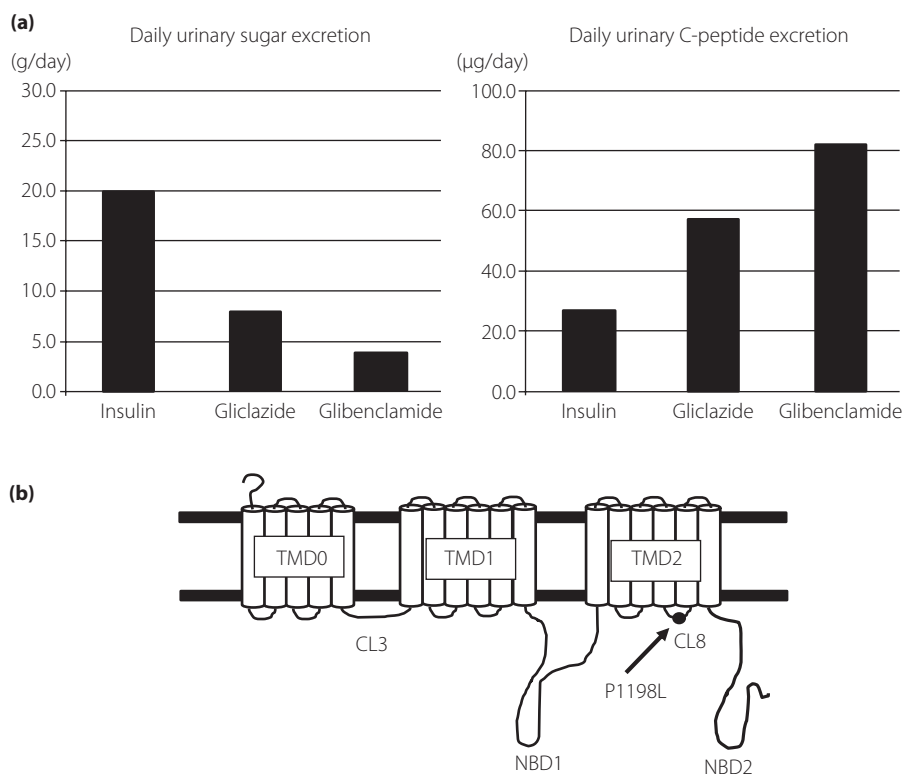 (a)
Daily urinary sugar excretion
(g/day)
30.0
25.0
20.0
15.0
10.0
5.0
0.0
Insulin Gliclazide Glibenclamide
Daily urinary C-peptide excretion
(µg/day)
100.0
80.0
60.0
40.0
20.0
0.0
Insulin Gliclazide Glibenclamide
(b)
TMD0 TMD1 TMD2
CL3 CL8
P1198L
NBD1 NBD2